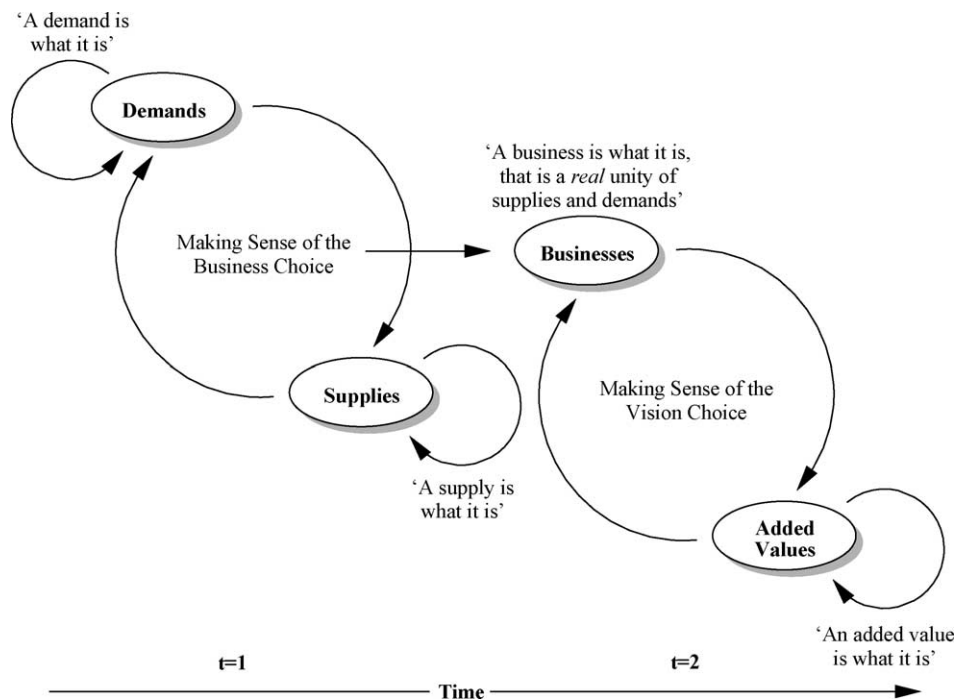 ‘A demand is
what it is’
Demands
‘A business is what it is,
that is a real unity of
supplies and demands’
Making Sense of the
Business Choice
Businesses
Supplies
Making Sense of the
Vision Choice
‘A supply is
what it is’
Added
Values
‘An added value
is what it is’
t=1
t=2
Time